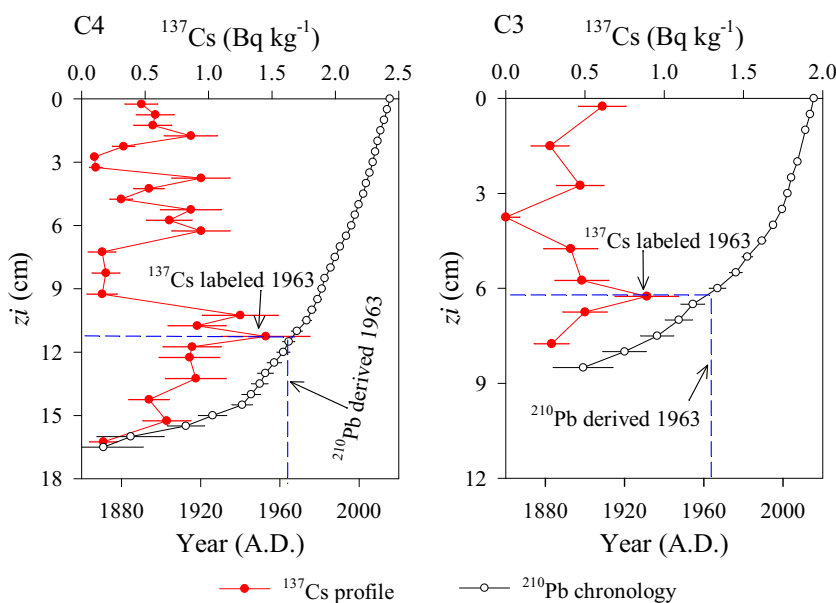 C4
¹³⁷Cs (Bq kg⁻¹)
0.0 0.5 1.0 1.5 2.0 2.5
0
3
6
9
12
15
18
zi (cm)
¹³⁷Cs labeled 1963
²¹⁰Pb derived 1963
1880 1920 1960 2000
Year (A.D.)
C3
¹³⁷Cs (Bq kg⁻¹)
0.0 0.5 1.0 1.5 2.0
0
3
6
9
12
zi (cm)
¹³⁷Cs labeled 1963
²¹⁰Pb derived 1963
1880 1920 1960 2000
Year (A.D.)
¹³⁷Cs profile
²¹⁰Pb chronology